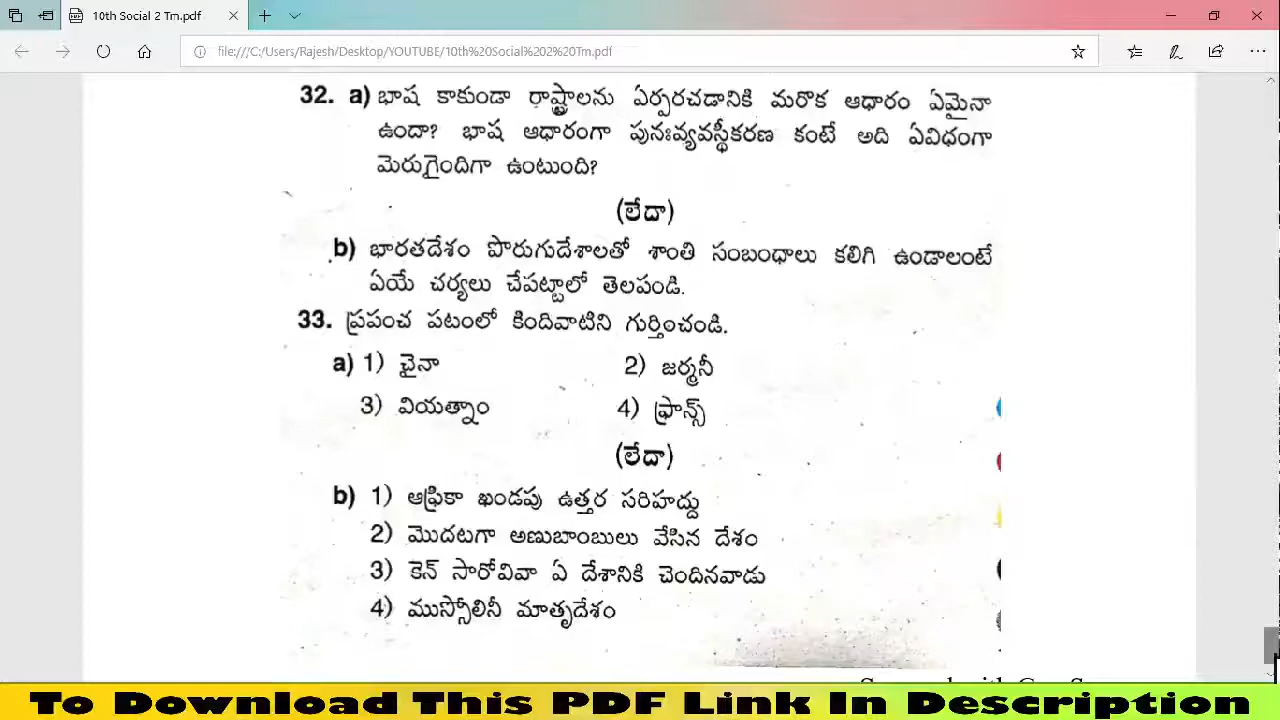 10th Social 2 Tm.pdf
file:///C:/Users/Rajesh/Desktop/YOUTUBE/10th%20Social%202%20Tm.pdf
32. a) భాష కాకుండా రాష్ట్రాలను ఏర్పరచడానికి మరొక ఆధారం ఏమైనా
ఉందా? భాష ఆధారంగా పునఃవ్యవస్థీకరణ కంటే అది ఏవిధంగా
మెరుగైందిగా ఉంటుంది?
(లేదా)
b) భారతదేశం పొరుగుదేశాలతో శాంతి సంబంధాలు కలిగి ఉండాలంటే
ఏయే చర్యలు చేపట్టాలో తెలపండి.
33. ప్రపంచ పటంలో కిందివాటిని గుర్తించండి.
a) 1) చైనా 2) జర్మనీ
3) వియత్నాం 4) ఫ్రాన్స్
(లేదా)
b) 1) ఆఫ్రికా ఖండపు ఉత్తర సరిహద్దు
2) మొదటగా అణుబాంబులు వేసిన దేశం
3) కెన్ సారోవివా ఏ దేశానికి చెందినవాడు
4) ముస్సోలినీ మాతృదేశం
To Download This PDF Link In Description